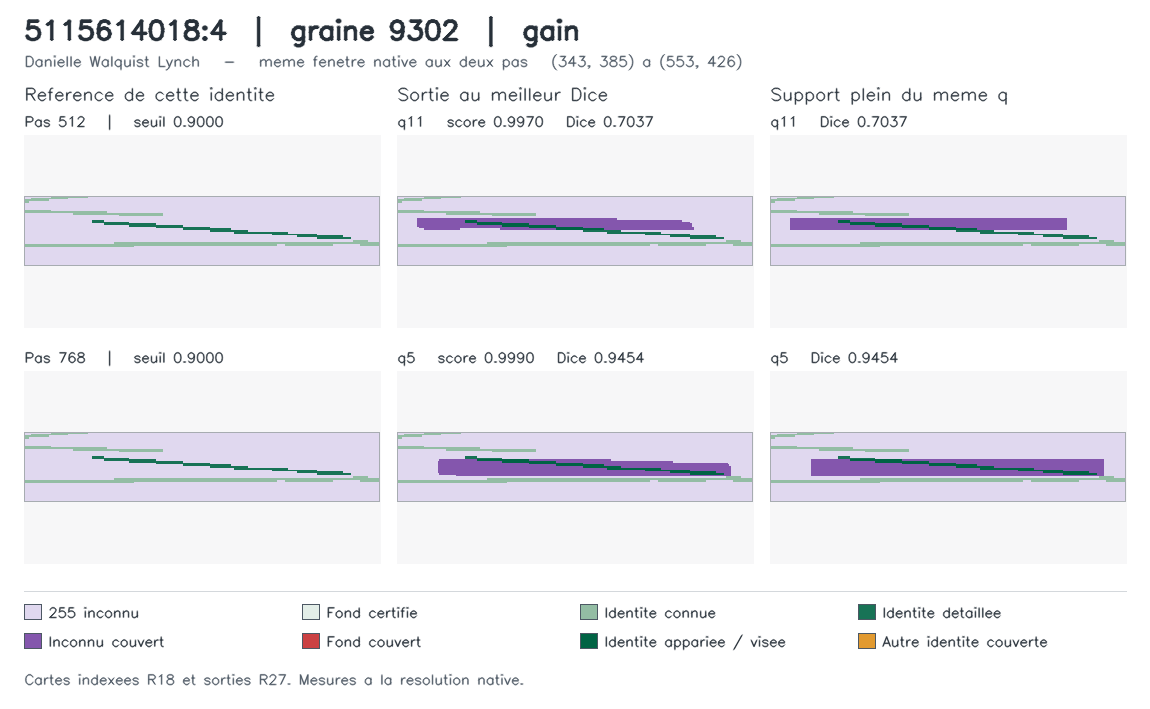 5115614018:4 | graine 9302 | gain
Danielle Walquist Lynch – meme fenetre native aux deux pas (343, 385) a (553, 426)
Reference de cette identite
Sortie au meilleur Dice
Support plein du meme q
Pas 512 | seuil 0.9000
q11 score 0.9970 Dice 0.7037
q11 Dice 0.7037
Pas 768 | seuil 0.9000
q5 score 0.9990 Dice 0.9454
q5 Dice 0.9454
255 inconnu
Fond certifie
Identite connue
Identite detaillee
Inconnu couvert
Fond couvert
Identite appariee / visee
Autre identite couverte
Cartes indexees R18 et sorties R27. Mesures a la resolution native.